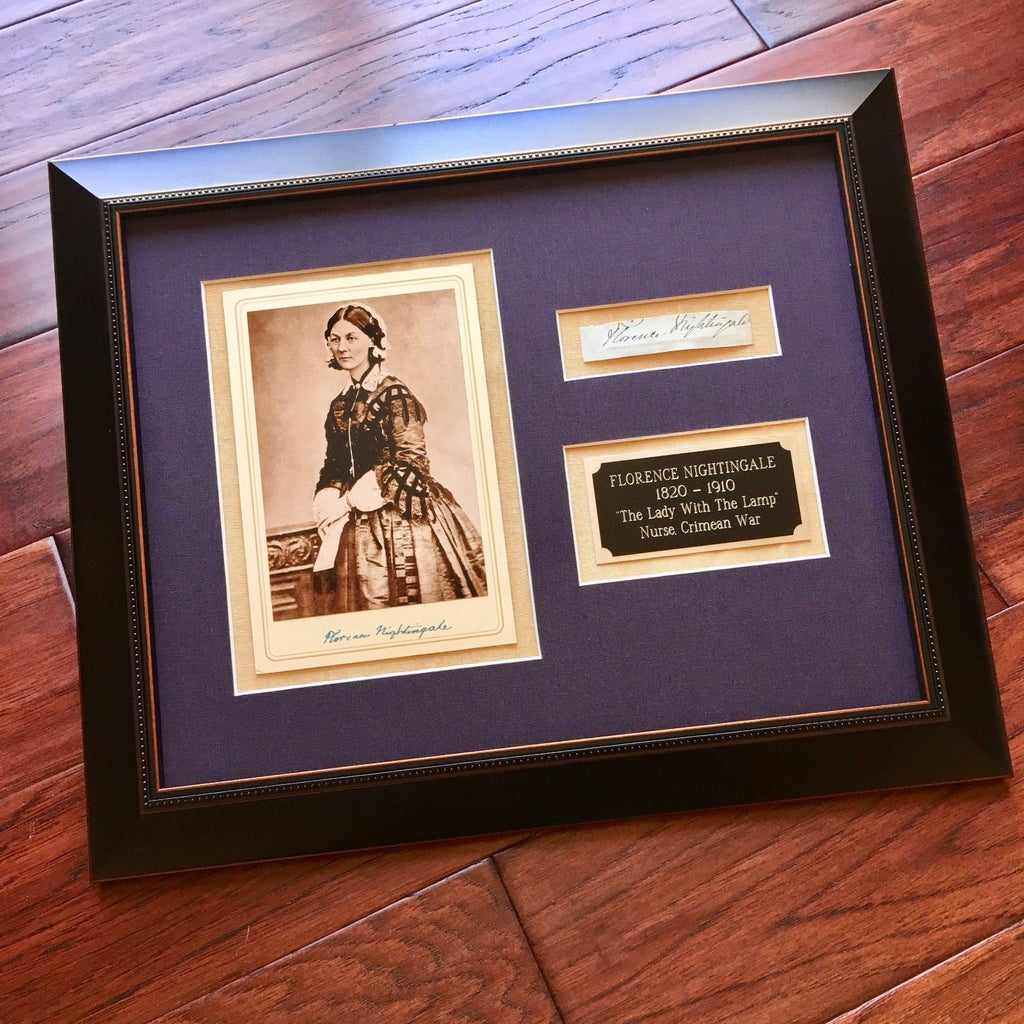 Florence Nightingale
Florence Nightingale
FLORENCE NIGHTINGALE
1820 – 1910
"The Lady With The Lamp"
Nurse, Crimean War